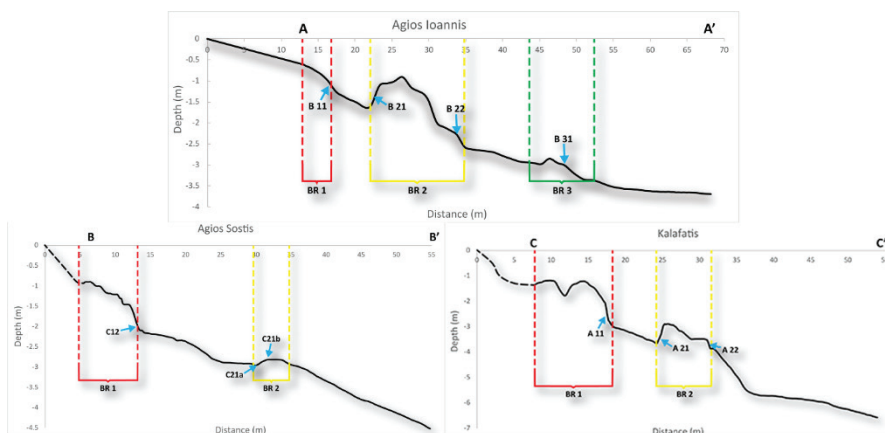 Agios Ioannis
A
A'
0
10
15
20
25
30
35
40
45
50
55
60
65
70
0
-0.5
-1
-1.5
-2
-2.5
-3
-3.5
-4
Depth (m)
B 11
B 21
B 22
B 31
BR 1
BR 2
BR 3
Distance (m)
Agios Sostis
B
B'
0
5
10
15
20
25
30
35
40
45
50
55
0
-0.5
-1
-1.5
-2
-2.5
-3
-3.5
-4
-4.5
Depth (m)
C12
C21b
C21a
BR 1
BR 2
Distance (m)
Kalafatis
C
C'
0
5
10
15
20
25
30
35
40
45
50
0
-1
-2
-3
-4
-5
-6
-7
Depth (m)
A 11
A 21
A 22
BR 1
BR 2
Distance (m)